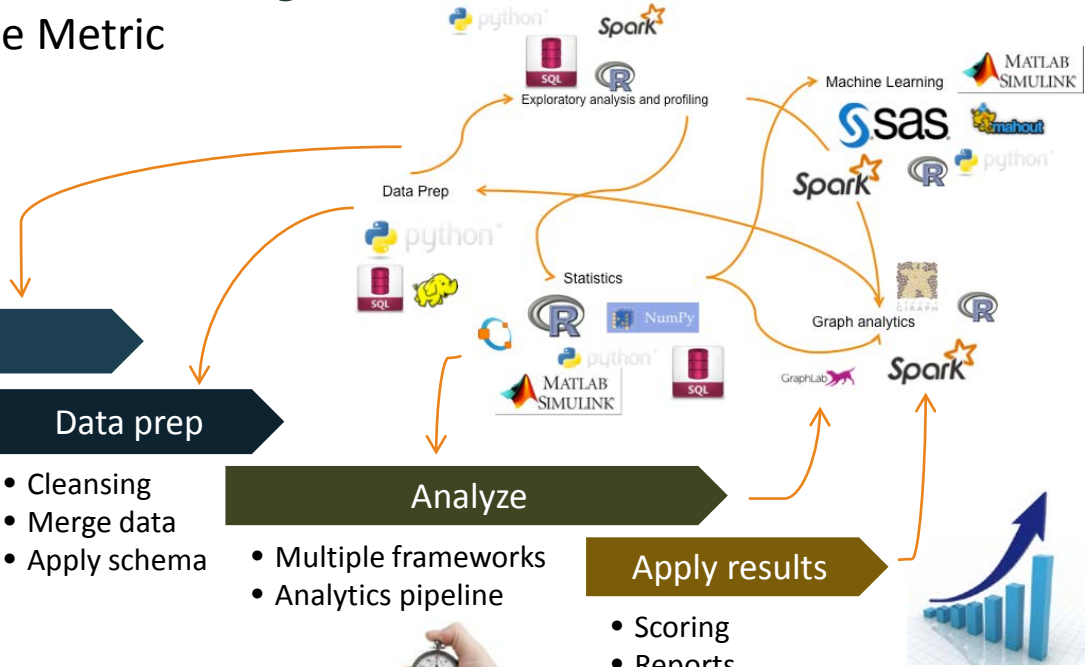 e Metric
python
Spark
SQL
R
Exploratory analysis and profiling
Machine Learning
MATLAB
SIMULINK
sas
mahout
Spark
R
python
Data Prep
python
SQL
Statistics
R
NumPy
python
SQL
MATLAB
SIMULINK
GIRAPH
R
Graph analytics
GraphLab
Spark
Data prep
• Cleansing
• Merge data
• Apply schema
Analyze
• Multiple frameworks
• Analytics pipeline
Apply results
• Scoring
• Reports